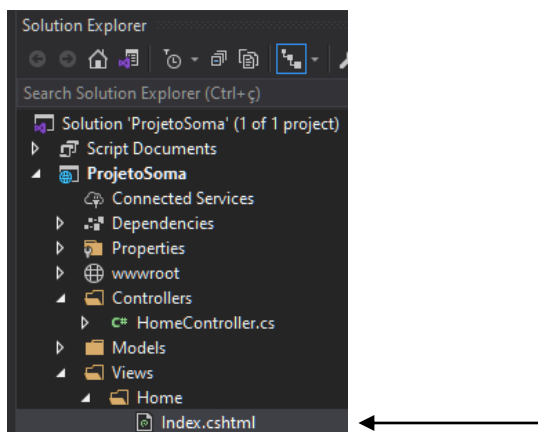 Solution Explorer
Search Solution Explorer (Ctrl+ç)
Solution 'ProjetoSoma' (1 of 1 project)
Script Documents
ProjetoSoma
Connected Services
Dependencies
Properties
wwwroot
Controllers
C# HomeController.cs
Models
Views
Home
Index.cshtml